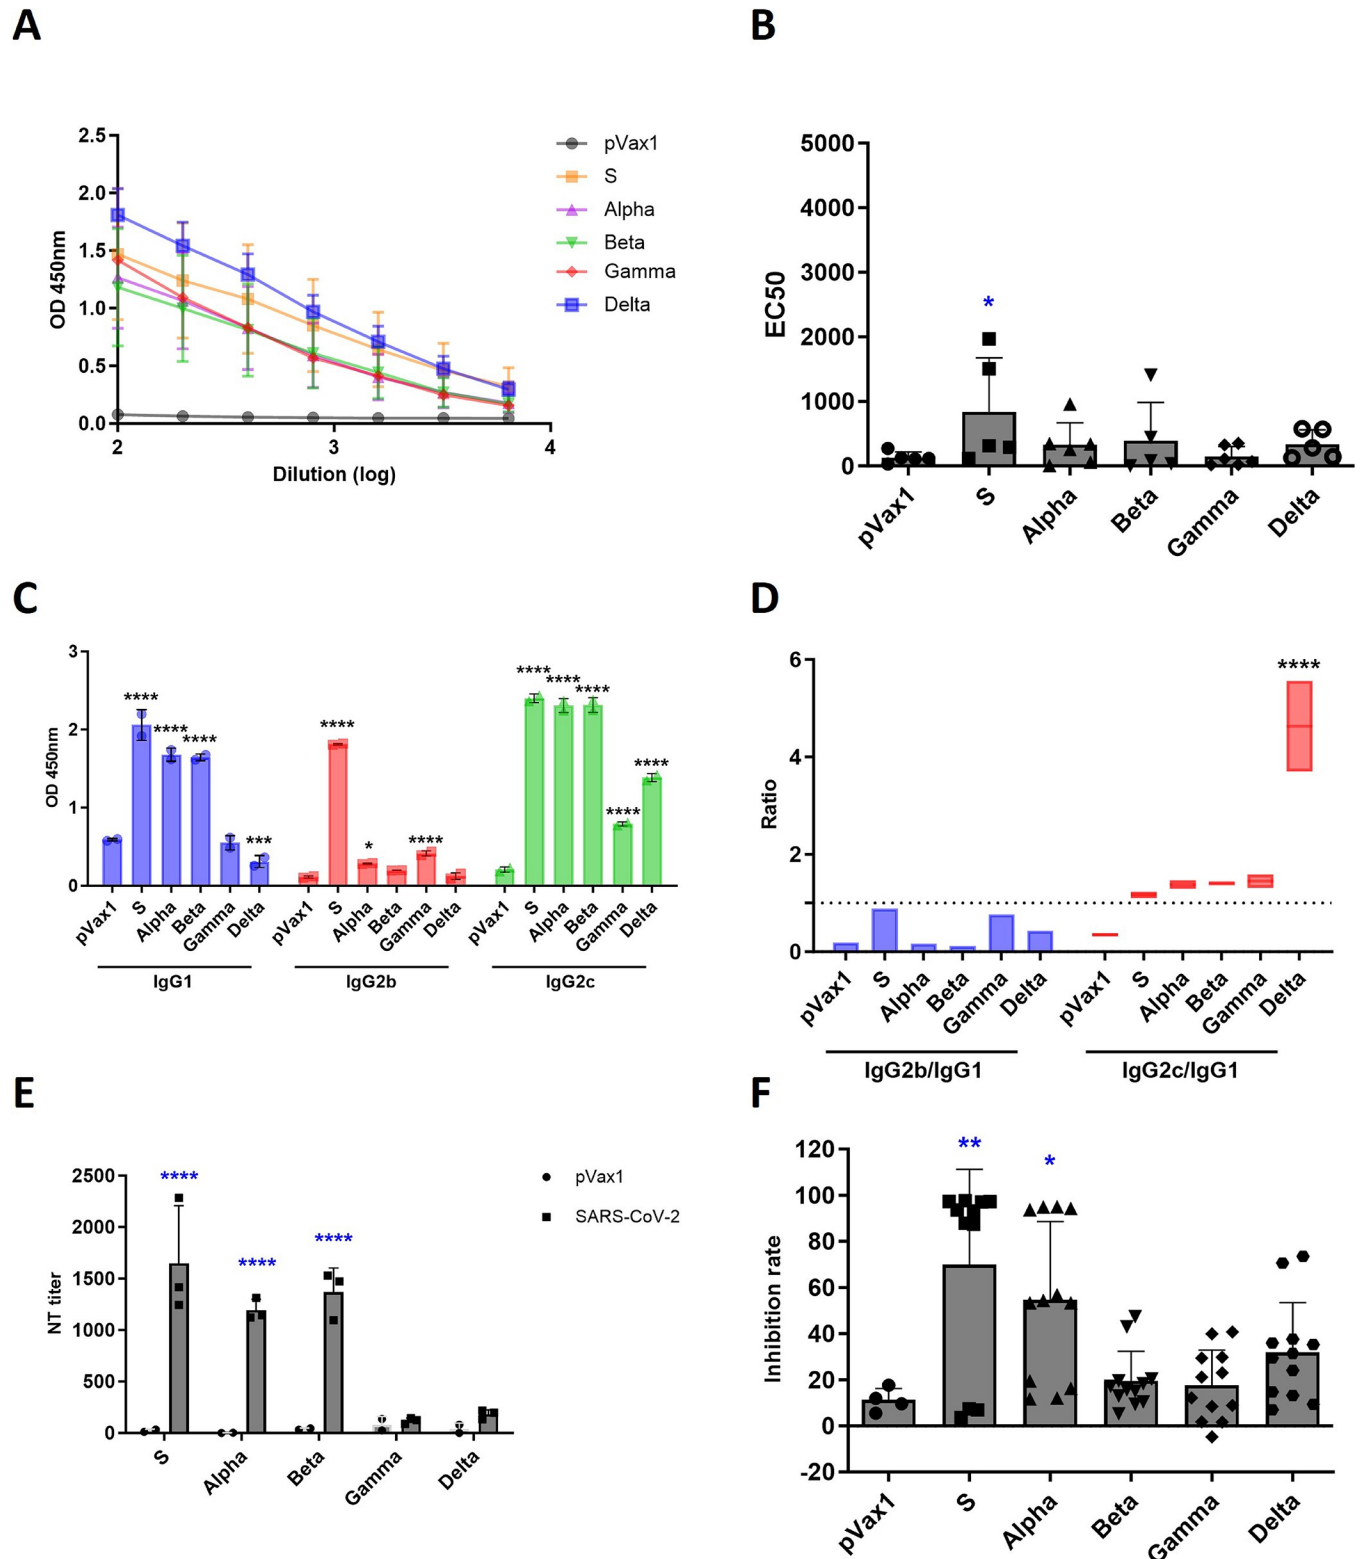 A
2.5
2.0
1.5
1.0
0.5
0.0
OD 450nm
2
3
4
Dilution (log)
pVax1
S
Alpha
Beta
Gamma
Delta
B
5000
4000
3000
2000
1000
0
EC50
*
pVax1
S
Alpha
Beta
Gamma
Delta
C
3
2
1
0
OD 450nm
****
****
****
***
****
*
****
****
****
****
****
****
pVax1
S
Alpha
Beta
Gamma
Delta
pVax1
S
Alpha
Beta
Gamma
Delta
pVax1
S
Alpha
Beta
Gamma
Delta
IgG1
IgG2b
IgG2c
D
6
4
2
0
Ratio
****
pVax1
S
Alpha
Beta
Gamma
Delta
pVax1
S
Alpha
Beta
Gamma
Delta
IgG2b/IgG1
IgG2c/IgG1
E
2500
2000
1500
1000
500
0
NT titer
****
****
****
pVax1
SARS-CoV-2
S
Alpha
Beta
Gamma
Delta
F
120
100
80
60
40
20
0
-20
Inhibition rate
**
*
pVax1
S
Alpha
Beta
Gamma
Delta